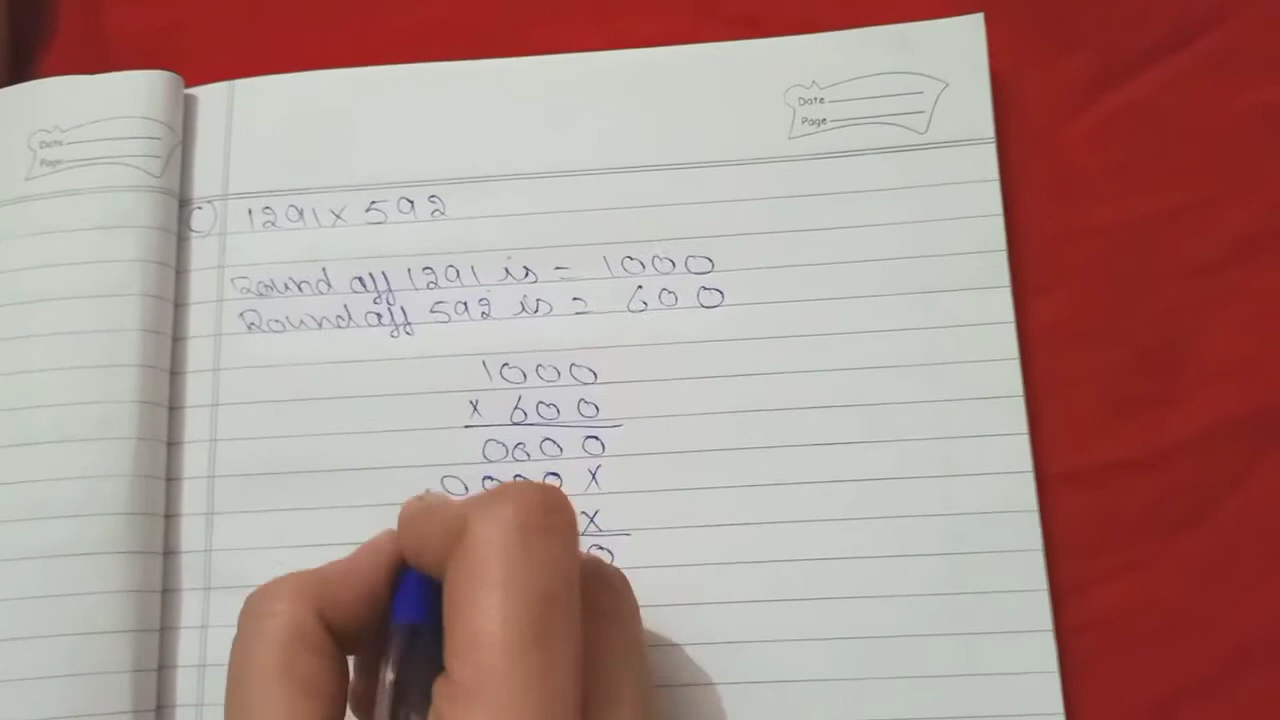 Date
Page
Date
Page
C) 1291 x 592
Round off 1291 is = 1000
Round off 592 is = 600
1000
x 600
0000
0000 x
x
0